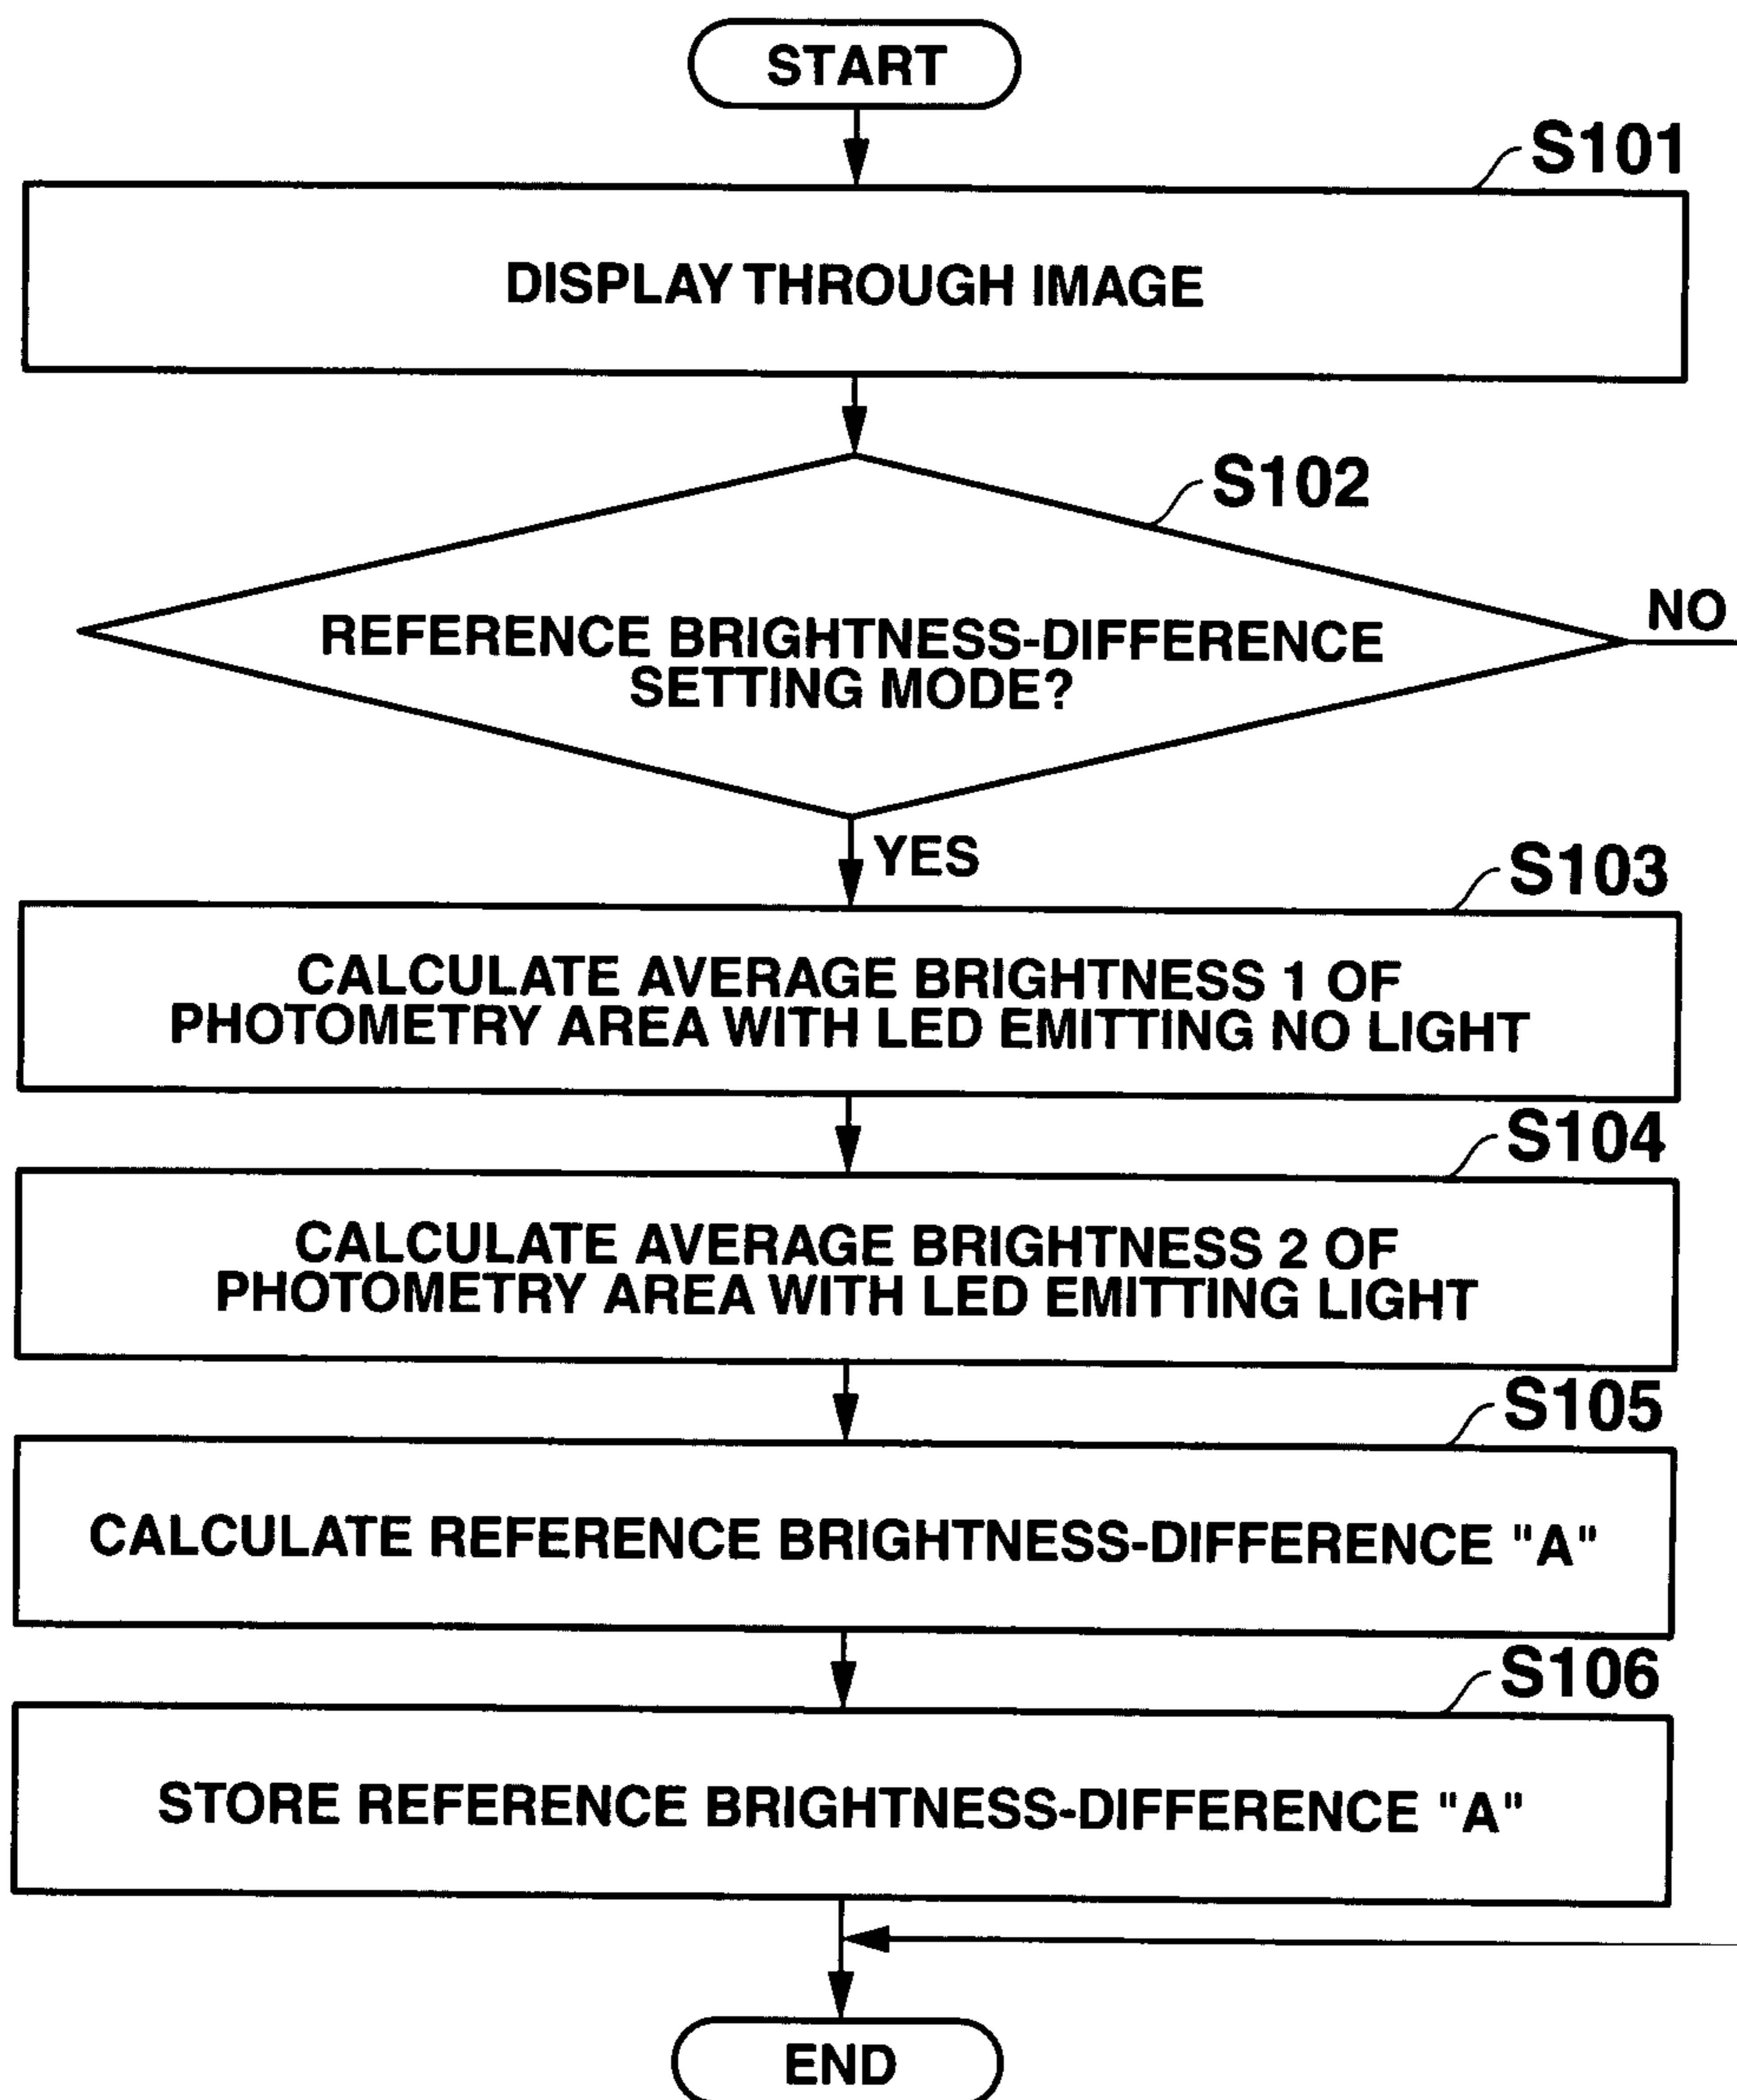 START
S101
DISPLAY THROUGH IMAGE
S102
REFERENCE BRIGHTNESS-DIFFERENCE
SETTING MODE?
NO
YES
S103
CALCULATE AVERAGE BRIGHTNESS 1 OF
PHOTOMETRY AREA WITH LED EMITTING NO LIGHT
S104
CALCULATE AVERAGE BRIGHTNESS 2 OF
PHOTOMETRY AREA WITH LED EMITTING LIGHT
S105
CALCULATE REFERENCE BRIGHTNESS-DIFFERENCE "A"
S106
STORE REFERENCE BRIGHTNESS-DIFFERENCE "A"
END